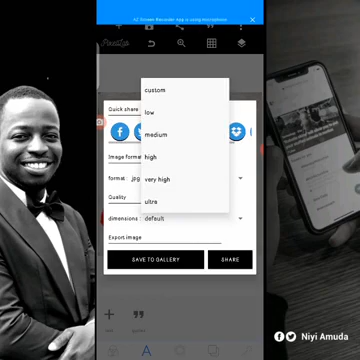 AZ Screen Recorder App is using microphone
PixelLab
custom
Quick share
low
medium
Image format
high
format : jpg
very high
Quality
ultra
dimensions :
default
Export image
SAVE TO GALLERY
SHARE
Niyi Amuda